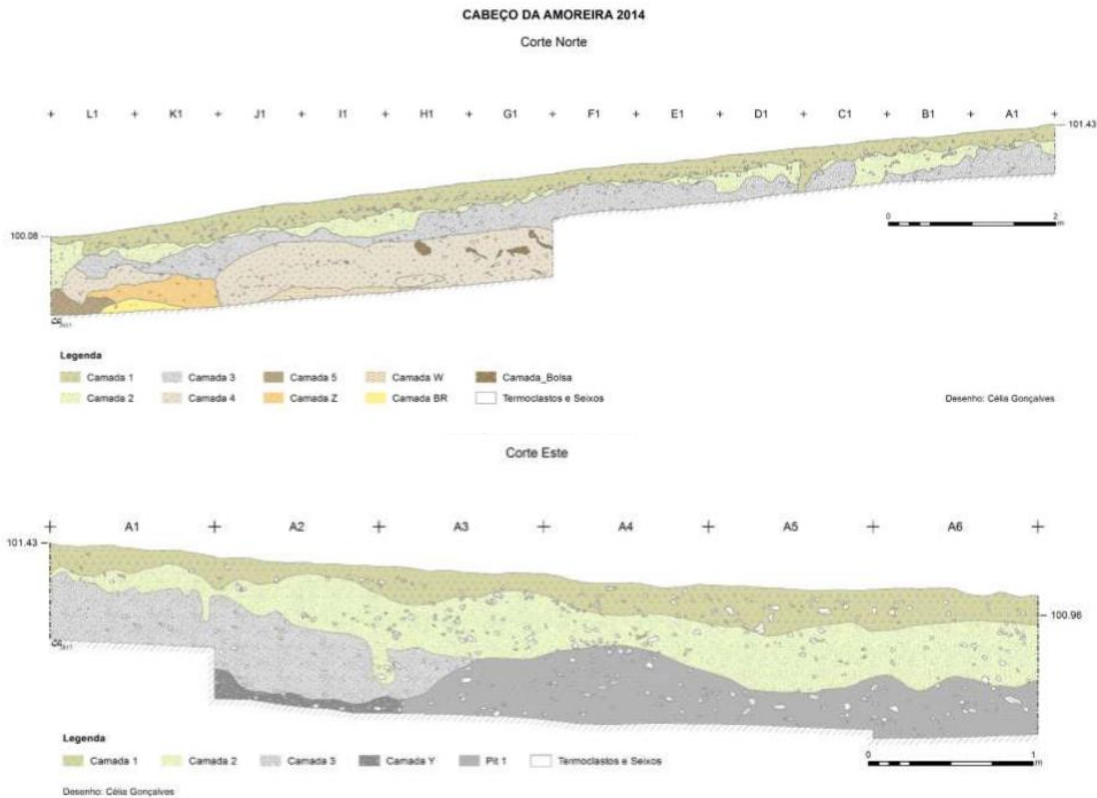 CABEÇO DA AMOREIRA 2014
Corte Norte
L1 K1 J1 I1 H1 G1 F1 E1 D1 C1 B1 A1
101.43
100.08
0 2
m
Legenda
Camada 1 Camada 3 Camada 5 Camada W Camada_Bolsa
Camada 2 Camada 4 Camada Z Camada BR Termoclastos e Seixos
Desenho: Célia Gonçalves
Corte Este
A1 A2 A3 A4 A5 A6
101.43
100.96
Legenda
Camada 1 Camada 2 Camada 3 Camada Y Pit 1 Termoclastos e Seixos
0 1
m
Desenho: Célia Gonçalves